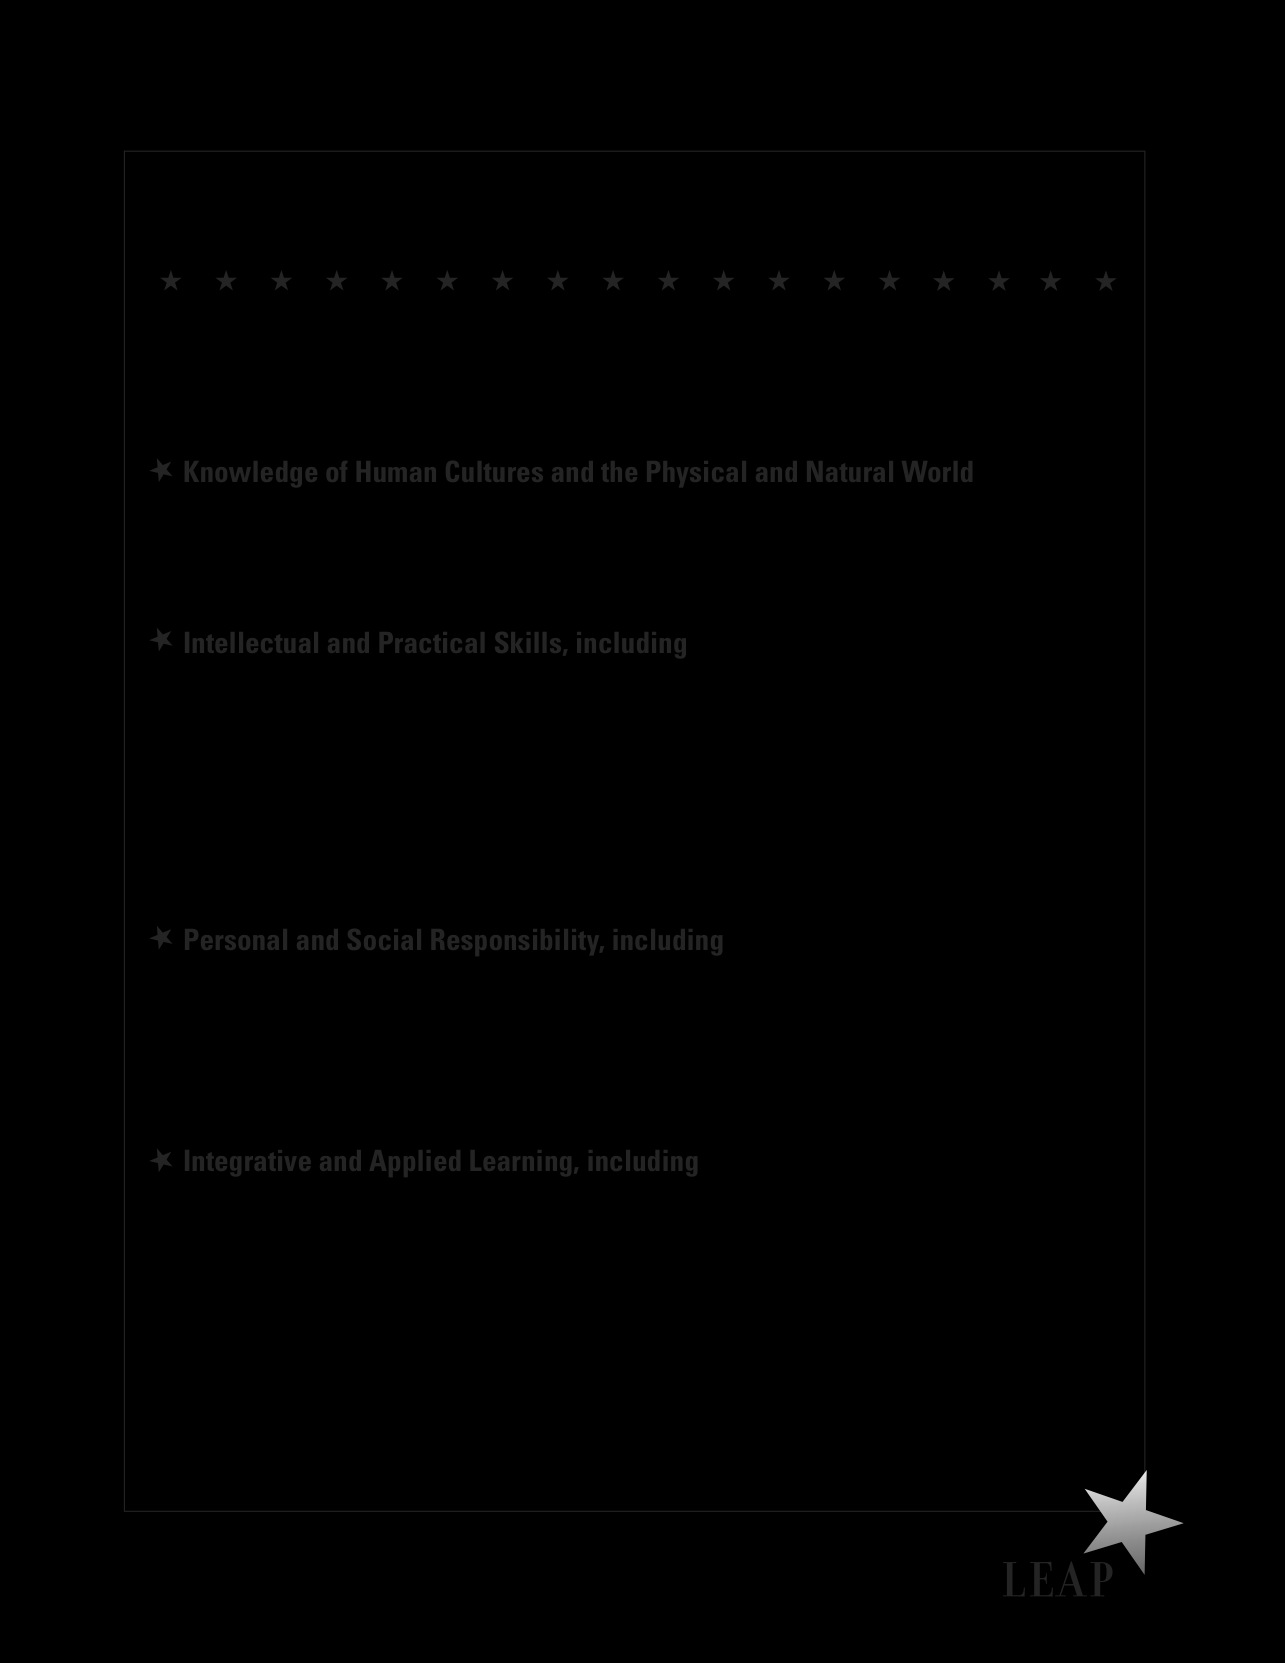 Knowledge of Human Cultures and the Physical and Natural World
Intellectual and Practical Skills, including
Personal and Social Responsibility, including
Integrative and Applied Learning, including
LEAP